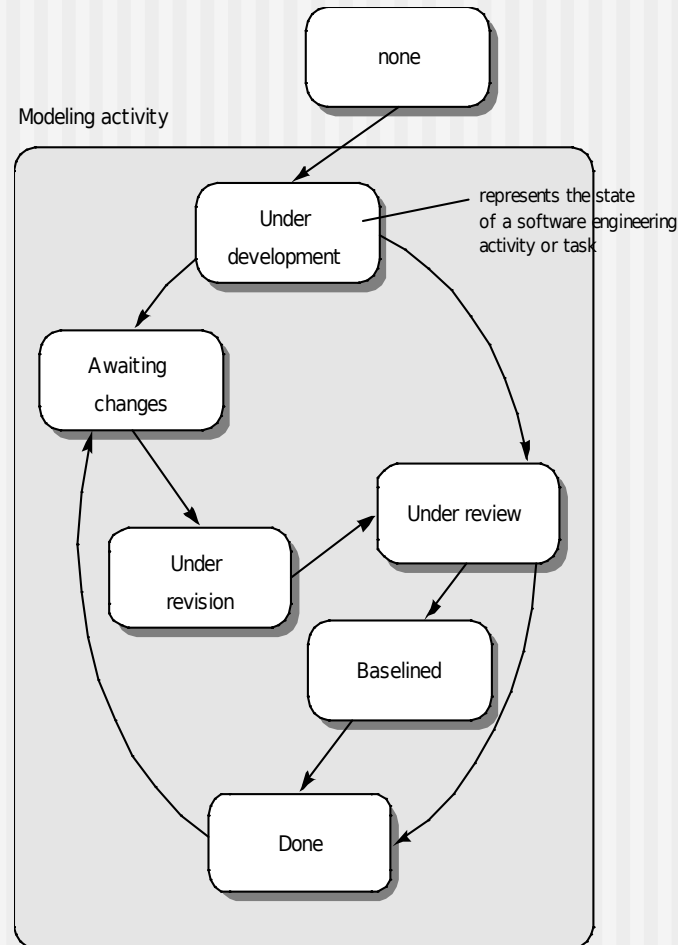 none
Modeling activity
represents the state
of a software engineering
activity or task
Under
development
Awaiting
changes
Under review
Under
revision
Baselined
Done